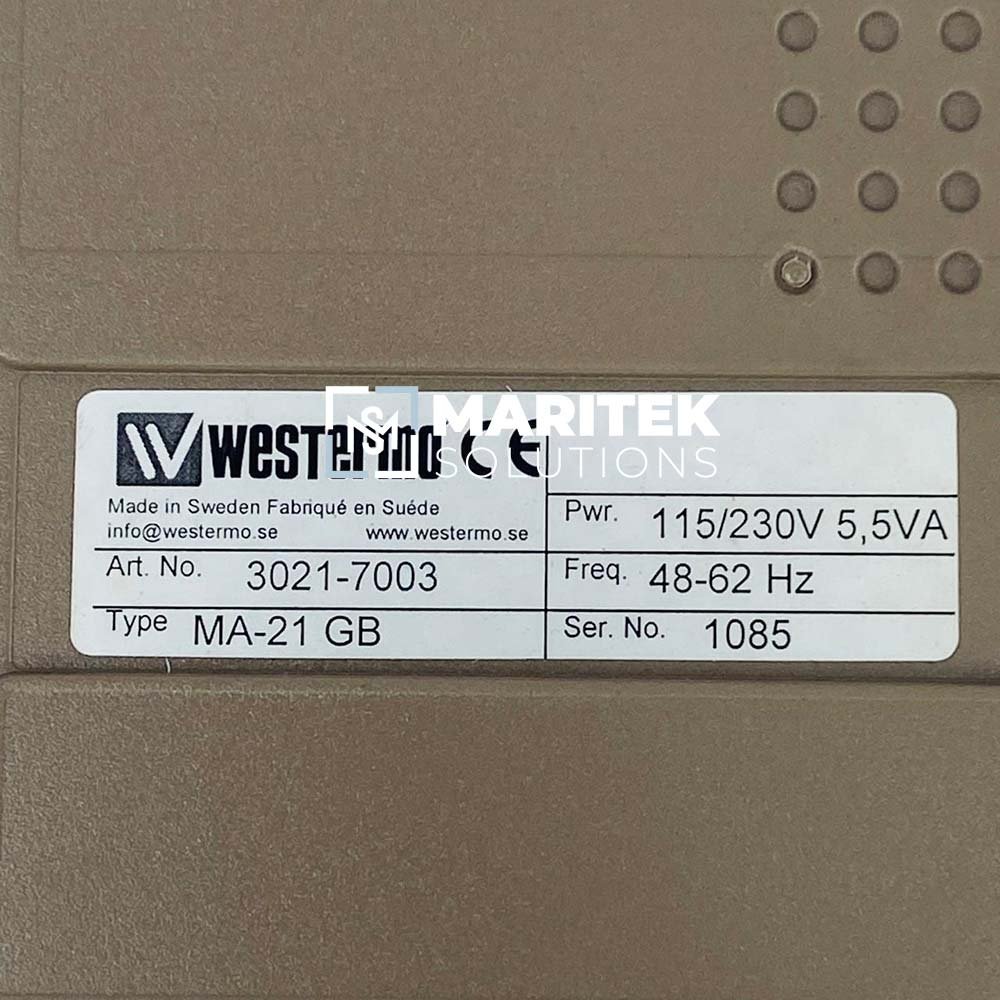 WESTERMO CE
MARITEK
SOLUTIONS
Made in Sweden Fabriqué en Suéde
info@westermo.se www.westermo.se
Pwr. 115/230V 5,5VA
Art. No. 3021-7003
Freq. 48-62 Hz
Type MA-21 GB
Ser. No. 1085